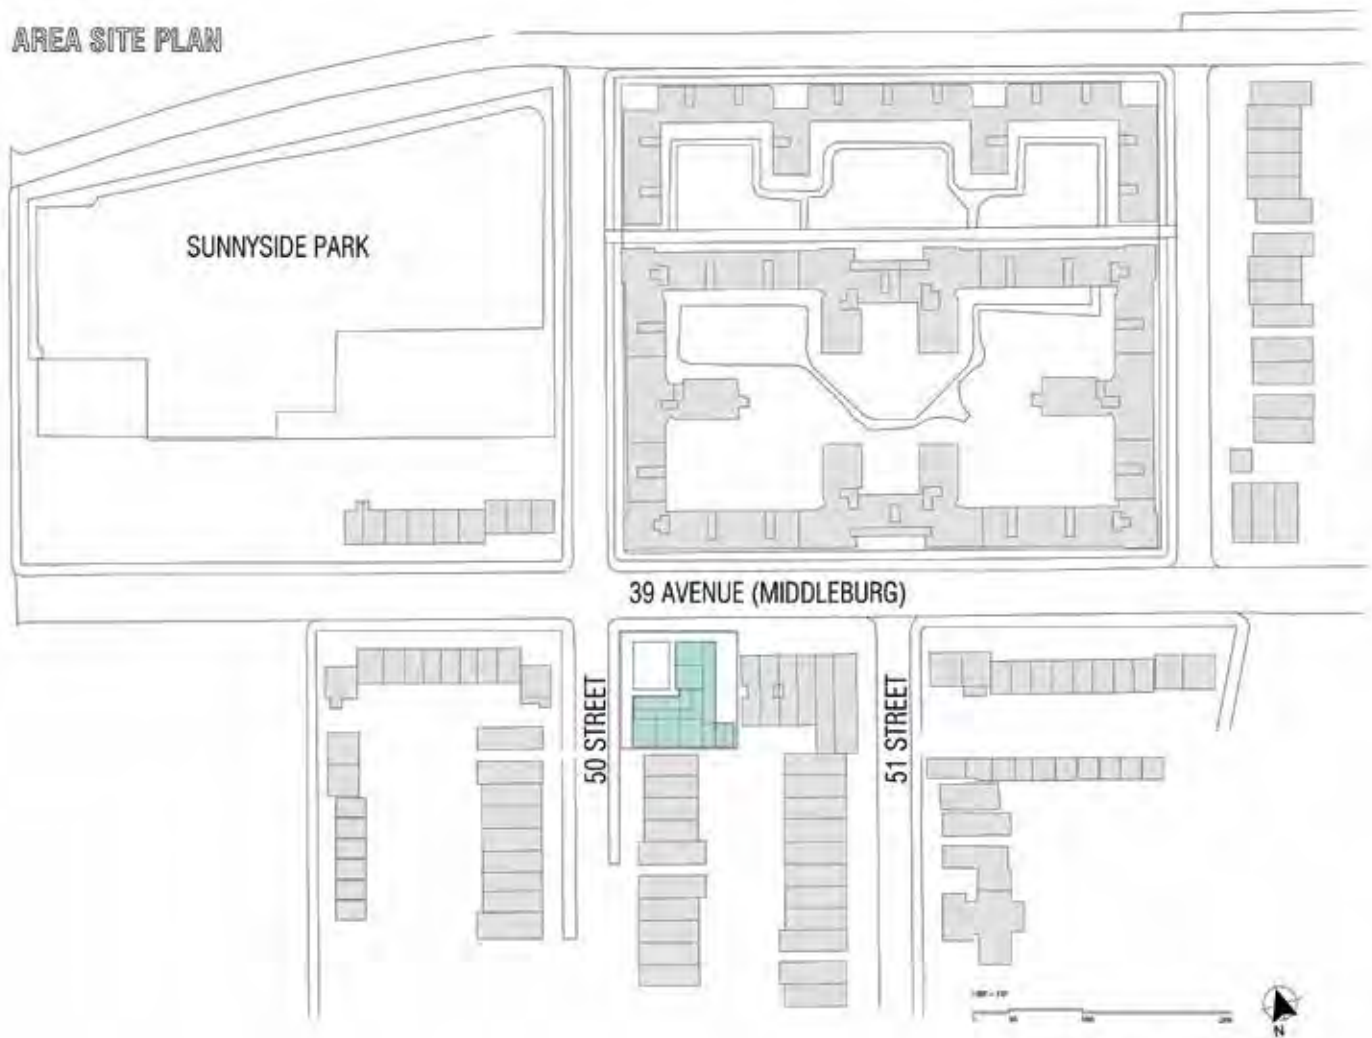 AREA SITE PLAN
SUNNYSIDE PARK
39 AVENUE (MIDDLEBURG)
50 STREET
51 STREET
N